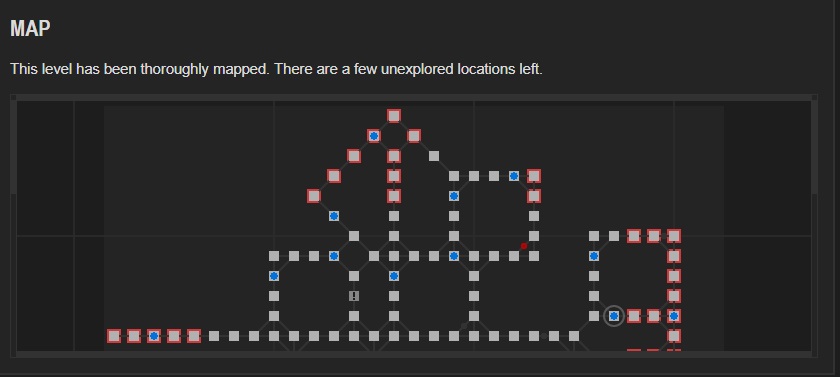 MAP
This level has been thoroughly mapped. There are a few unexplored locations left.
!